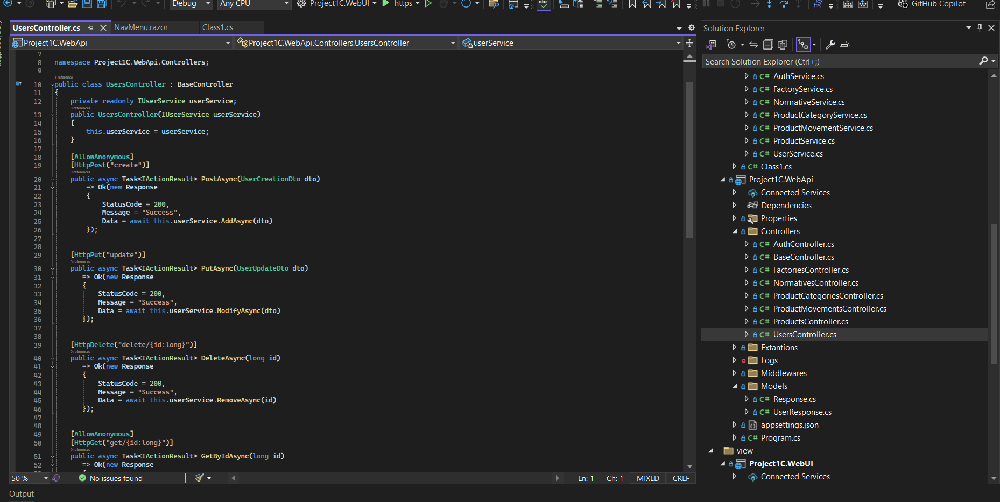 Debug
Any CPU
Project1C.WebUI
https
abc
GitHub Copilot
UsersController.cs
NavMenu.razor
Class1.cs
Project1C.WebApi
Project1C.WebApi.Controllers.UsersController
userService
7
8 namespace Project1C.WebApi.Controllers;
9
1 reference
10 public class UsersController : BaseController
11 {
12 private readonly IUserService userService;
0 references
13 public UsersController(IUserService userService)
14 {
15 this.userService = userService;
16 }
17
18 [AllowAnonymous]
19 [HttpPost("create")]
0 references
20 public async Task<IActionResult> PostAsync(UserCreationDto dto)
21 => Ok(new Response
22 {
23 StatusCode = 200,
24 Message = "Success",
25 Data = await this.userService.AddAsync(dto)
26 });
27
28
29 [HttpPut("update")]
0 references
30 public async Task<IActionResult> PutAsync(UserUpdateDto dto)
31 => Ok(new Response
32 {
33 StatusCode = 200,
34 Message = "Success",
35 Data = await this.userService.ModifyAsync(dto)
36 });
37
38
39 [HttpDelete("delete/{id:long}")]
0 references
40 public async Task<IActionResult> DeleteAsync(long id)
41 => Ok(new Response
42 {
43 StatusCode = 200,
44 Message = "Success",
45 Data = await this.userService.RemoveAsync(id)
46 });
47
48
49 [AllowAnonymous]
50 [HttpGet("get/{id:long}")]
0 references
51 public async Task<IActionResult> GetByIdAsync(long id)
52 => Ok(new Response
50 %
No issues found
Ln: 1
Ch: 1
MIXED
CRLF
Output
Solution Explorer
Search Solution Explorer (Ctrl+;)
C# AuthService.cs
C# FactoryService.cs
C# NormativeService.cs
C# ProductCategoryService.cs
C# ProductMovementService.cs
C# ProductService.cs
C# UserService.cs
C# Class1.cs
Project1C.WebApi
Connected Services
Dependencies
Properties
Controllers
C# AuthController.cs
C# BaseController.cs
C# FactoriesController.cs
C# NormativesController.cs
C# ProductCategoriesController.cs
C# ProductMovementsController.cs
C# ProductsController.cs
C# UsersController.cs
Extantions
Logs
Middlewares
Models
C# Response.cs
C# UserResponse.cs
appsettings.json
C# Program.cs
view
Project1C.WebUI
Connected Services